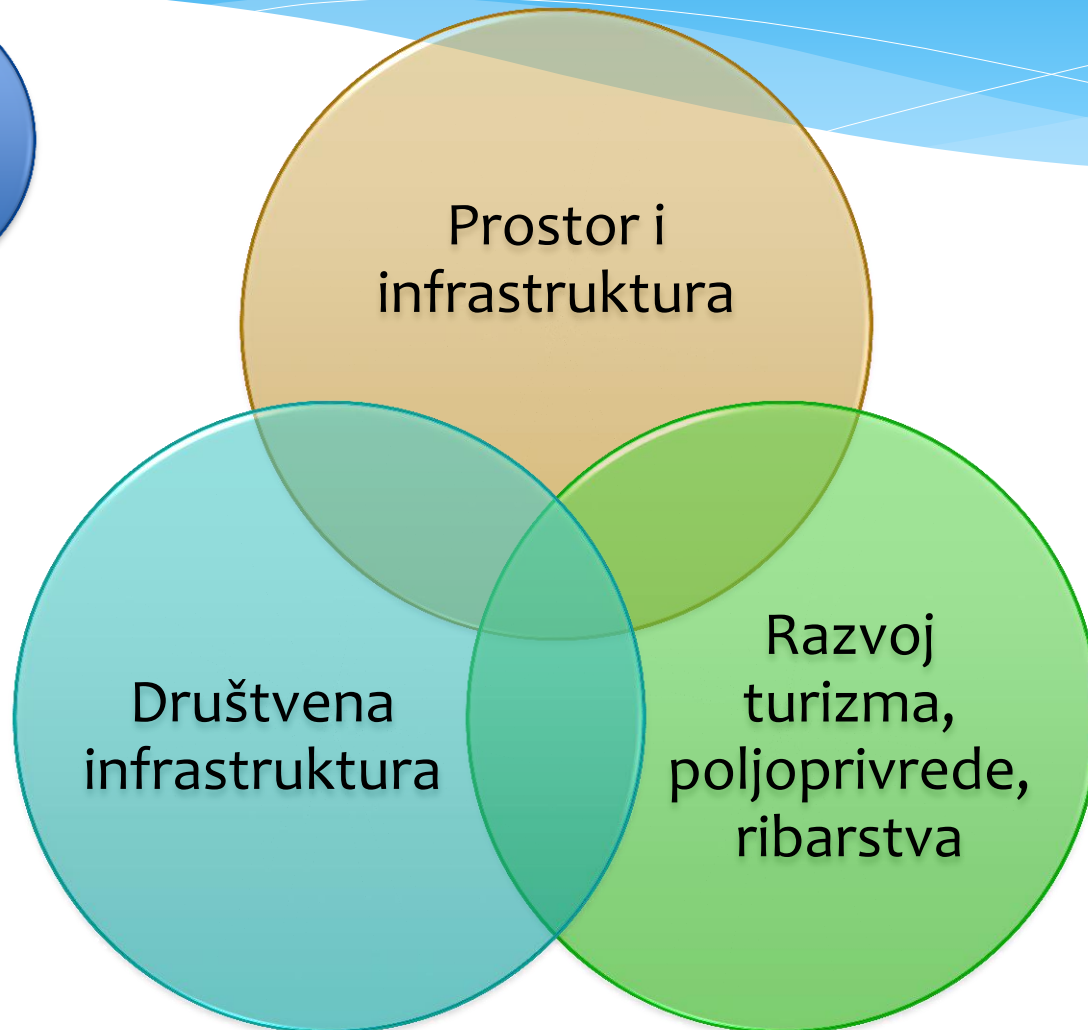 Prostor i
infrastruktura
Društvena
infrastruktura
Razvoj
turizma,
poljoprivrede,
ribarstva